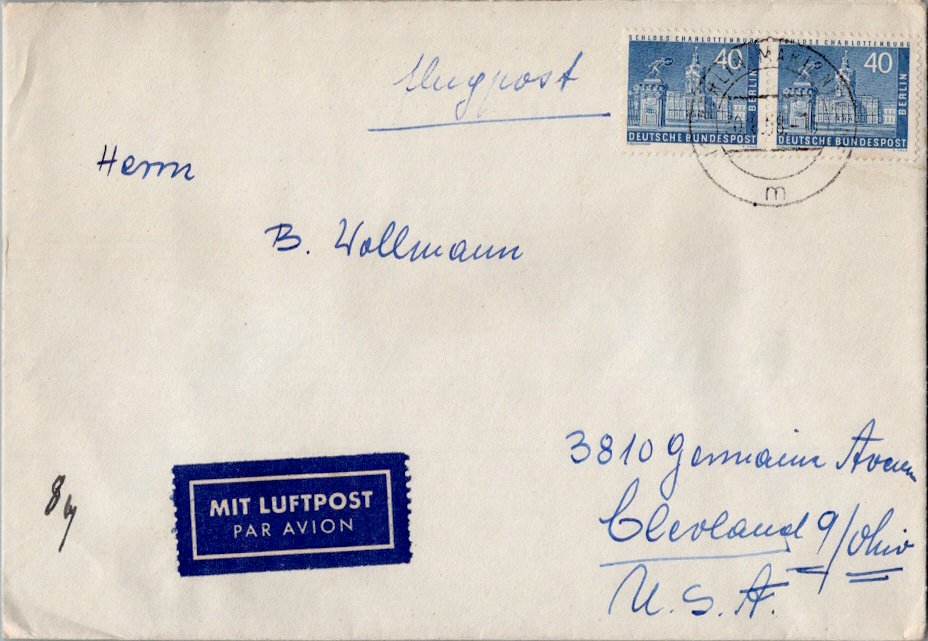 SCHLOSS CHARLOTTENBURG
40
BERLIN
DEUTSCHE BUNDESPOST
SCHLOSS CHARLOTTENBURG
40
BERLIN
DEUTSCHE BUNDESPOST
m
Flugpost
Herrn
B. Wollmann
3810 Germain Avenue
Cleveland 9/Ohio
U.S.A.
MIT LUFTPOST
PAR AVION